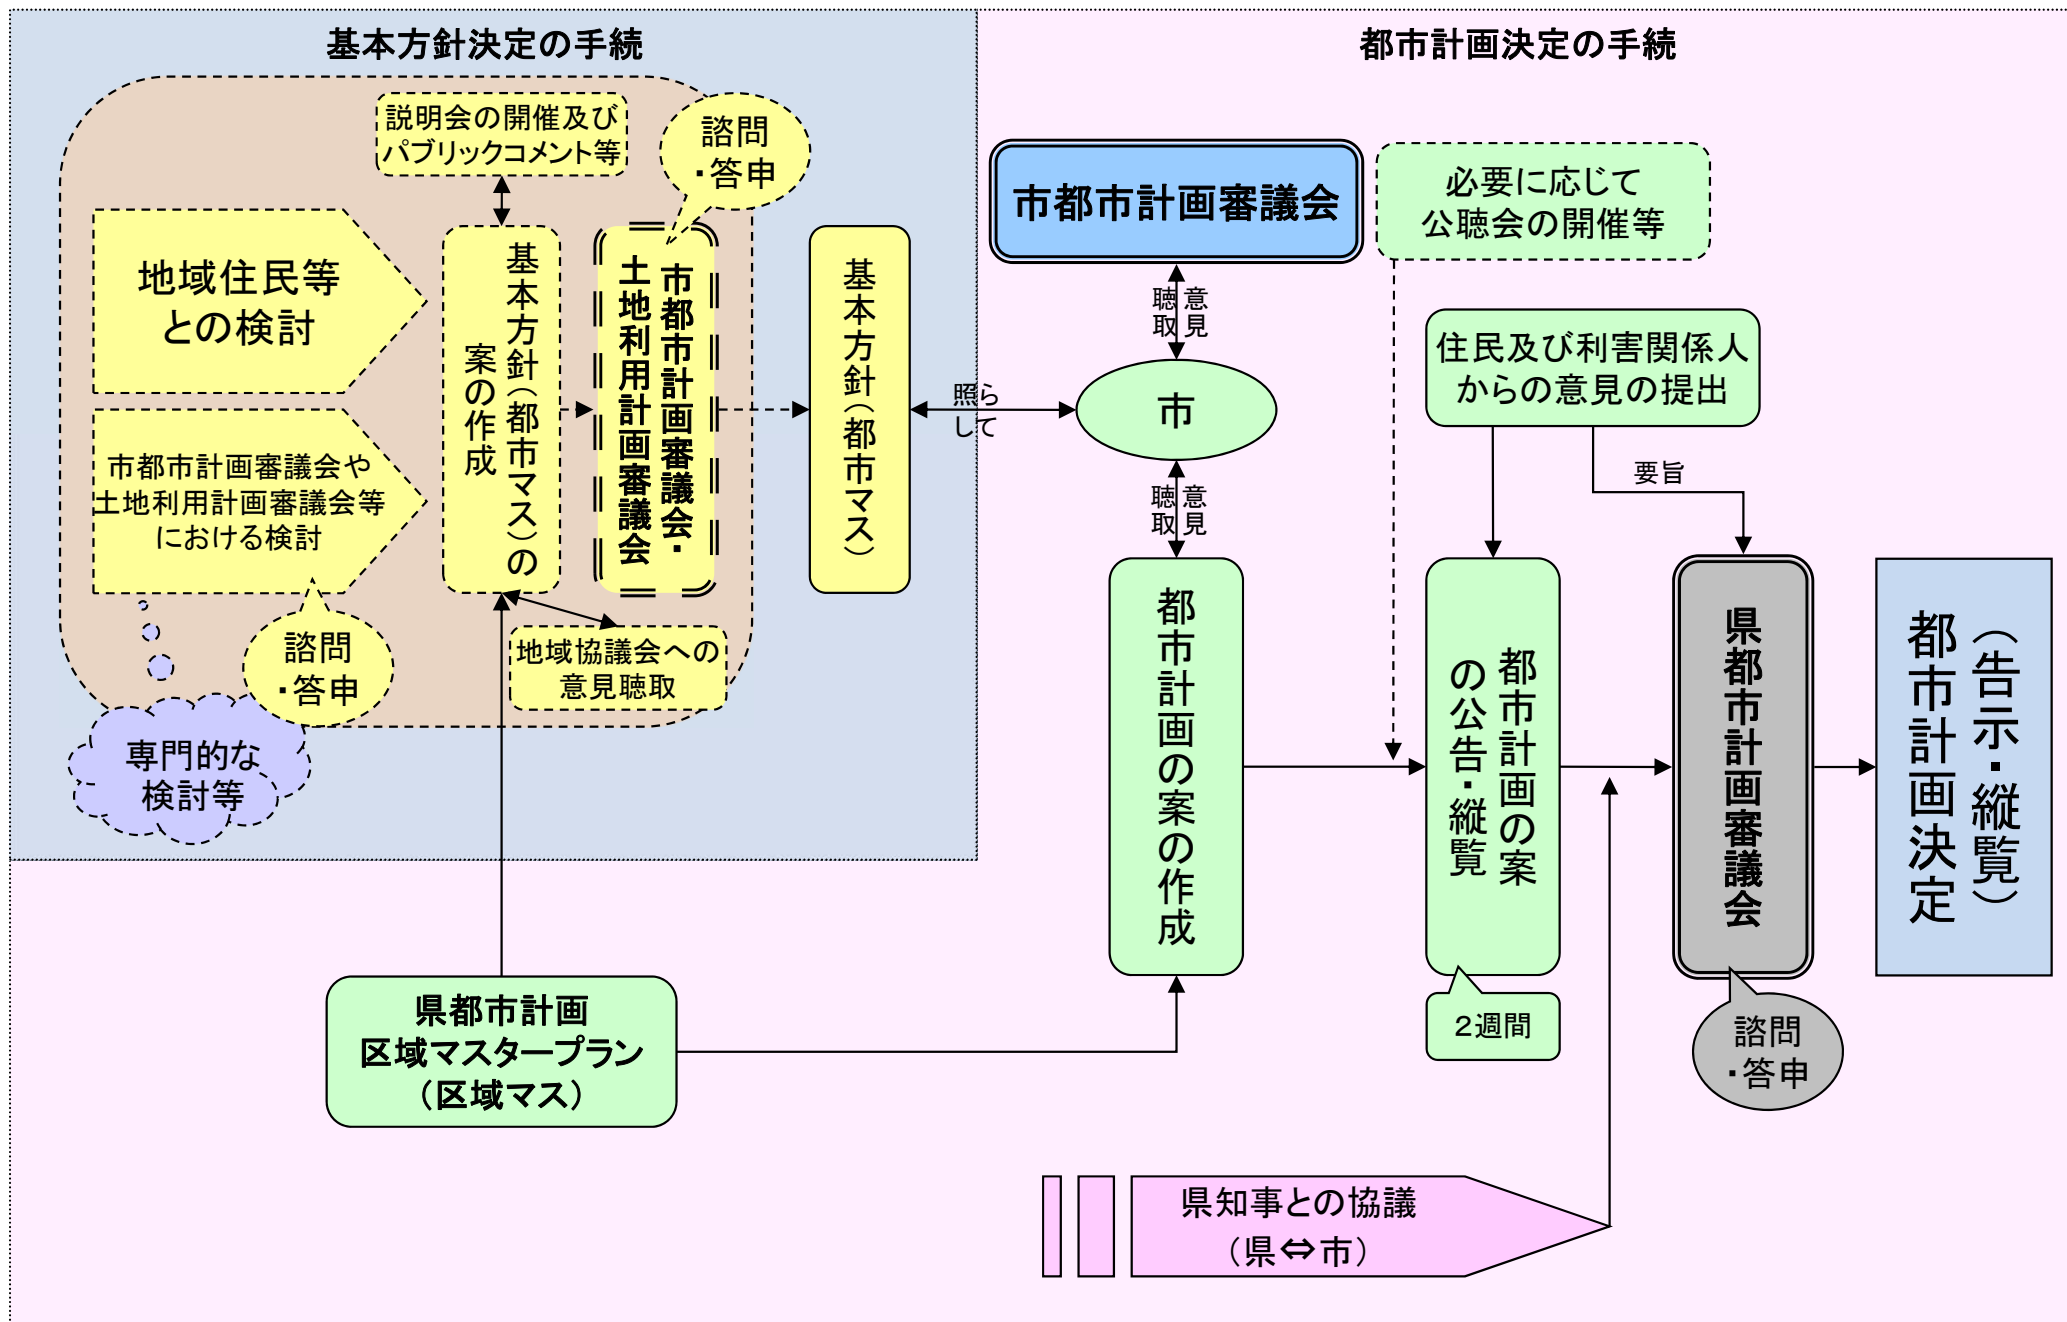 基本方針決定の手続
説明会の開催及び
パブリックコメント等
諮問
・答申
地域住民等
との検討
市都市計画審議会や
土地利用計画審議会等
における検討
諮問
・答申
専門的な
検討等
基本方針（都市マス）の
案の作成
市都市計画審議会・
土地利用計画審議会
地域協議会への
意見聴取
基本方針（都市マス）
照ら
して
県都市計画
区域マスタープラン
（区域マス）
都市計画決定の手続
市都市計画審議会
意見
聴取
市
意見
聴取
都市計画の案の作成
必要に応じて
公聴会の開催等
住民及び利害関係人
からの意見の提出
要旨
都市計画の案
の公告・縦覧
２週間
県都市計画審議会
諮問
・答申
（告示・縦覧）
都市計画決定
県知事との協議
（県⇔市）